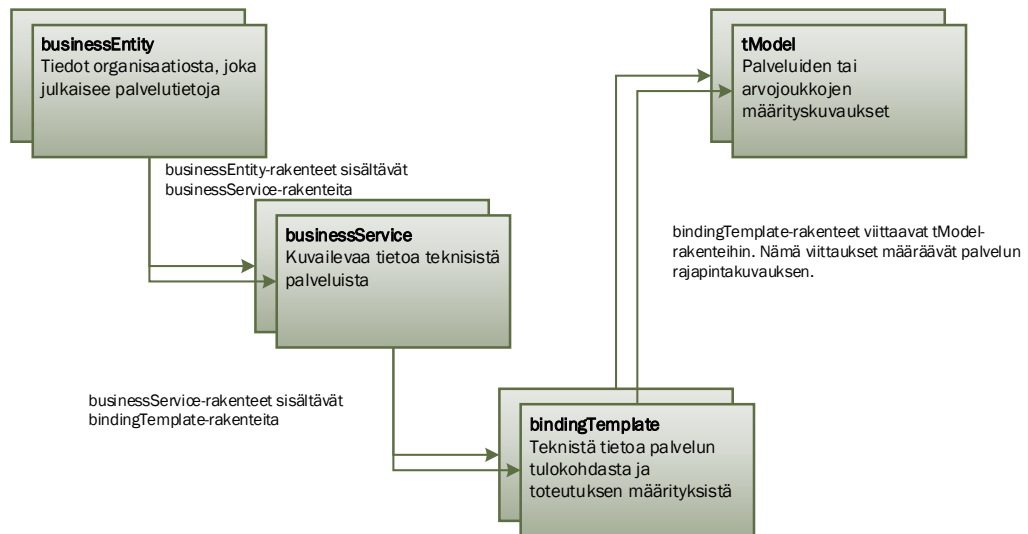 businessEntity
Tiedot organisaatiosta, joka
julkaisee palvelutietoja
tModel
Palveluiden tai
arvojoukkojen
määrityskuvaukset
businessEntity-rakenteet sisältävät
businessService-rakenteita
businessService
Kuvailevaa tietoa teknisistä
palveluista
bindingTemplate-rakenteet viittaavat tModel-
rakenteihin. Nämä viittaukset määräävät palvelun
rajapintakuvauksen.
businessService-rakenteet sisältävät
bindingTemplate-rakenteita
bindingTemplate
Teknistä tietoa palvelun
tulokohdasta ja
toteutuksen määrityksistä